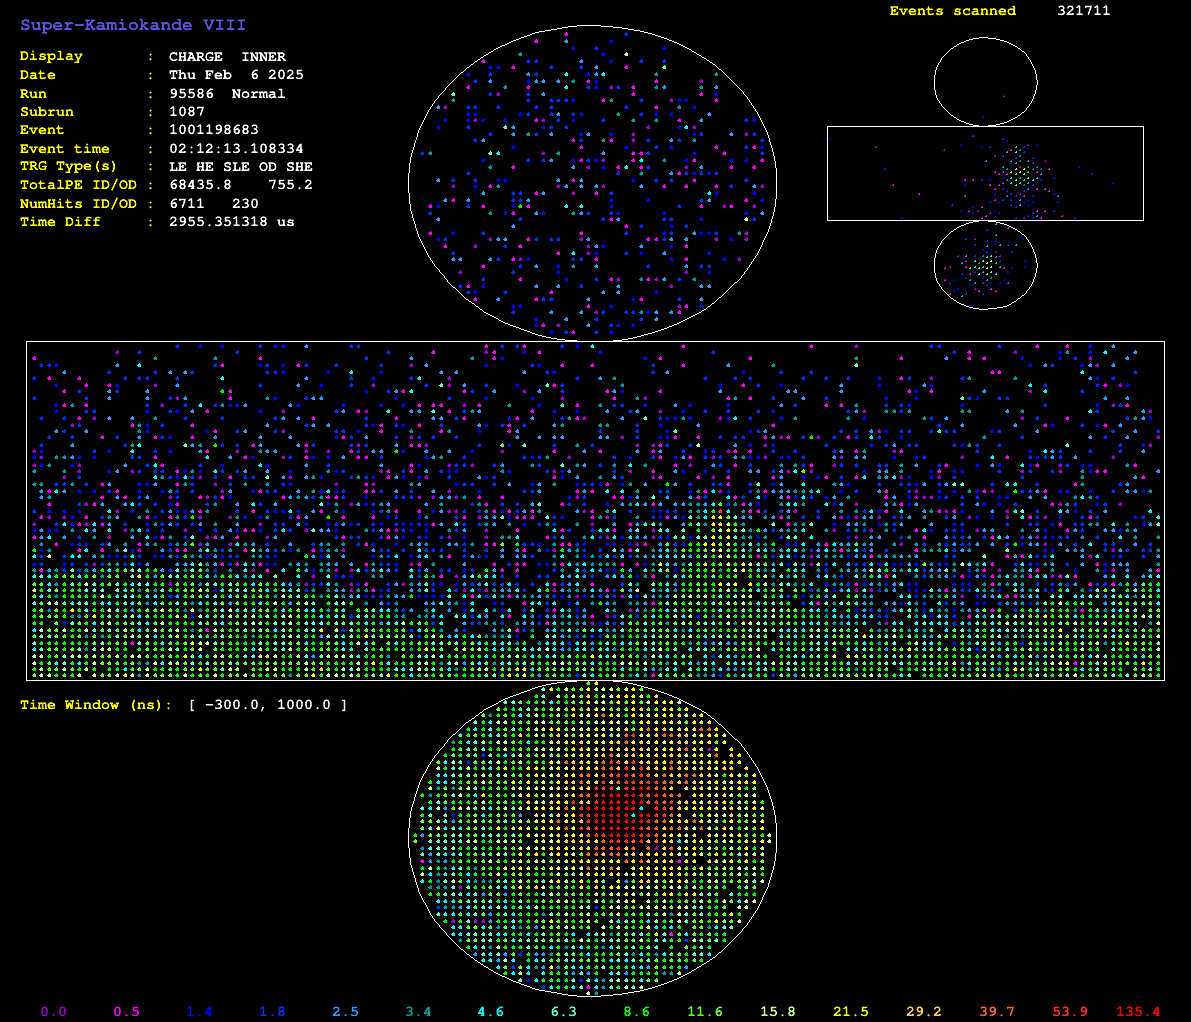 Super-Kamiokande VIII
Events scanned 321711
Display : CHARGE INNER
Date : Thu Feb 6 2025
Run : 95586 Normal
Subrun : 1087
Event : 1001198683
Event time : 02:12:13.108334
TRG Type(s) : LE HE SLE OD SHE
TotalPE ID/OD : 68435.8 755.2
NumHits ID/OD : 6711 230
Time Diff : 2955.351318 us
Time Window (ns): [ -300.0, 1000.0 ]
0.0 0.5 1.4 1.8 2.5 3.4 4.6 6.3 8.6 11.6 15.8 21.5 29.2 39.7 53.9 135.4